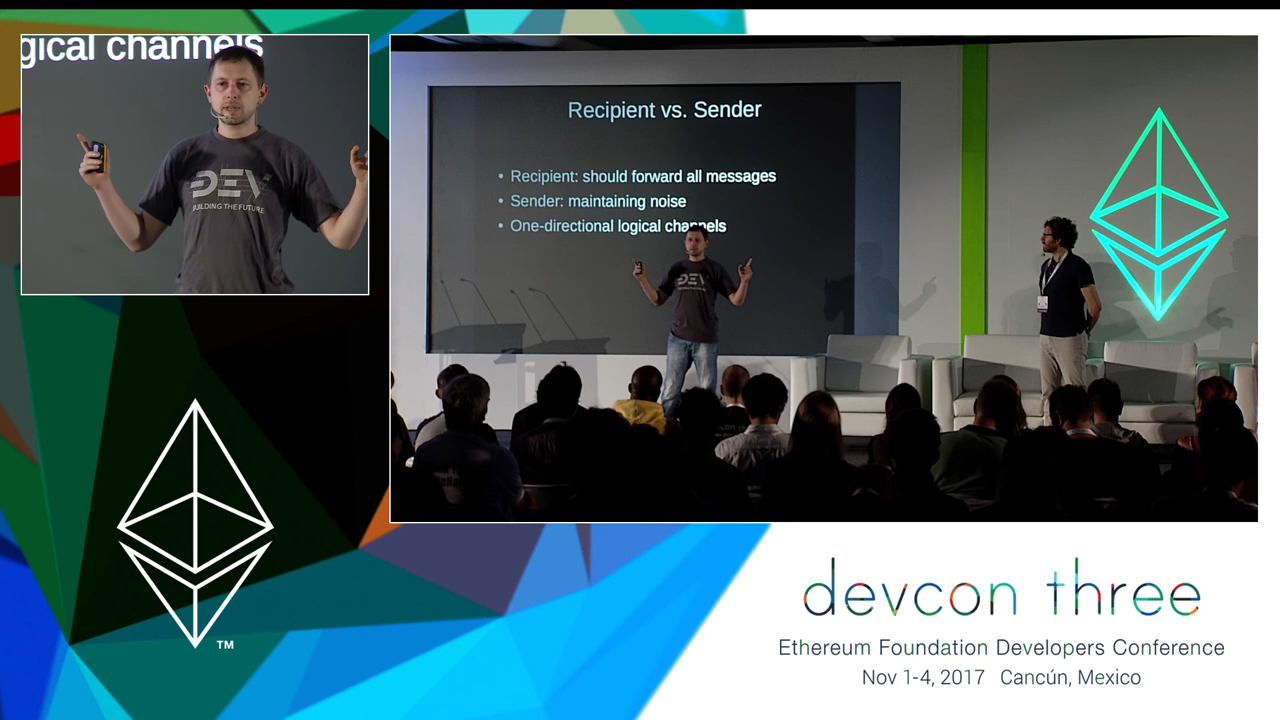 gical channels
DEV
BUILDING THE FUTURE
Recipient vs. Sender
• Recipient: should forward all messages
• Sender: maintaining noise
• One-directional logical channels
DEV
TM
devcon three
Ethereum Foundation Developers Conference
Nov 1-4, 2017 Cancún, Mexico